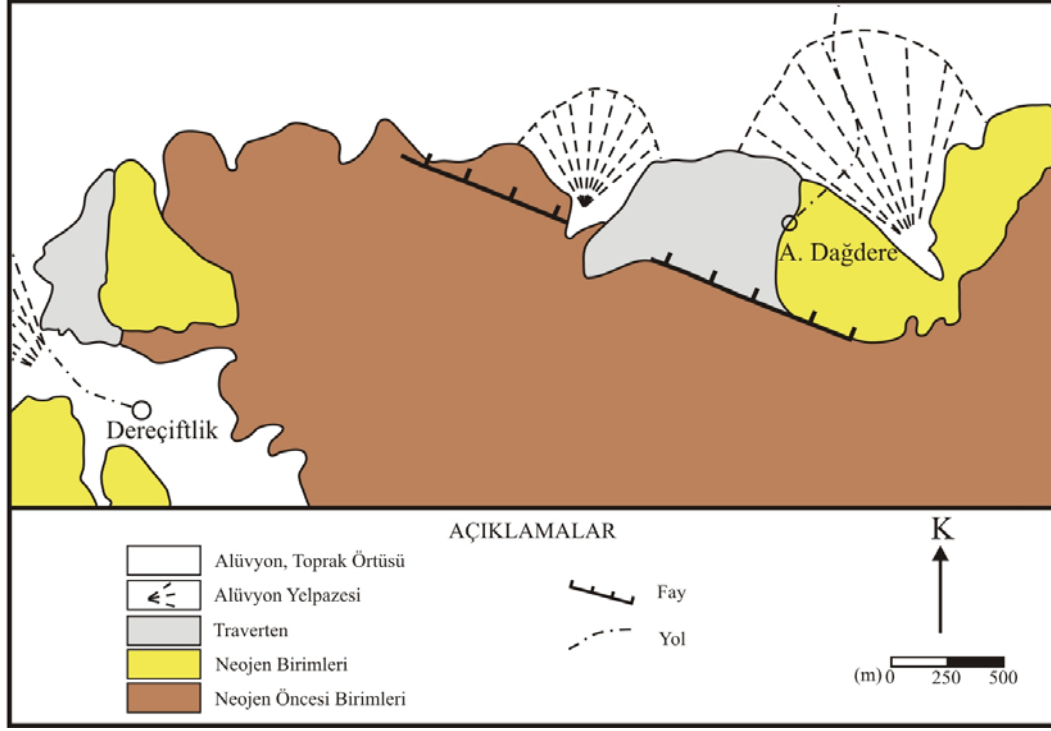 A. Dağdere
Dereçiftlik
AÇIKLAMALAR
Alüvyon, Toprak Örtüsü
Alüvyon Yelpazesi
Traverten
Neojen Birimleri
Neojen Öncesi Birimleri
Fay
Yol
K
(m) 0 250 500